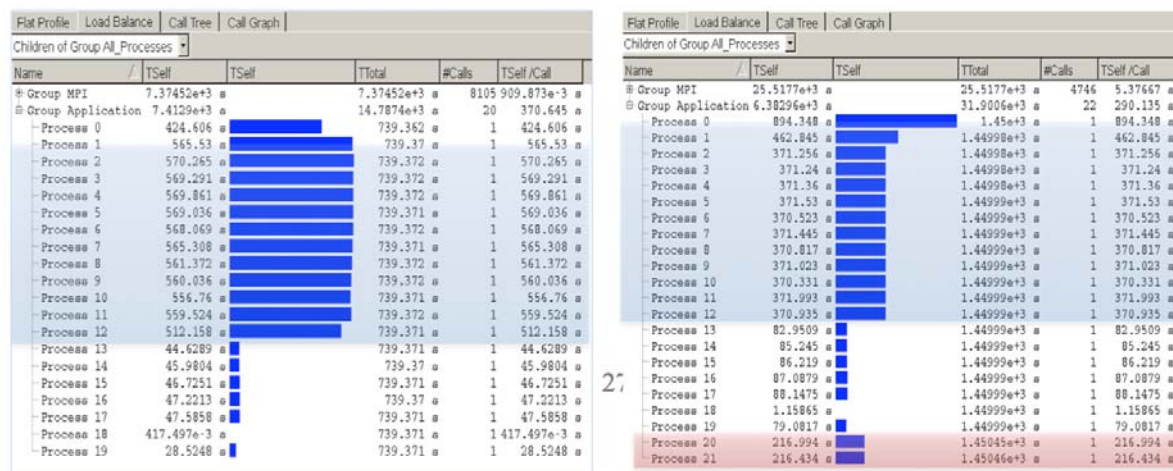 Flat Profile Load Balance Call Tree Call Graph
Children of Group All_Processes
Name TSelf TSelf TTotal #Calls TSelf /Call
Group MPI 7.37452e+3 s 7.37452e+3 s 8105 909.873e-3 s
Group Application 7.4129e+3 s 14.7874e+3 s 20 370.645 s
Process 0 424.606 s 739.362 s 1 424.606 s
Process 1 565.53 s 739.37 s 1 565.53 s
Process 2 570.265 s 739.372 s 1 570.265 s
Process 3 569.291 s 739.372 s 1 569.291 s
Process 4 569.861 s 739.372 s 1 569.861 s
Process 5 569.036 s 739.371 s 1 569.036 s
Process 6 568.069 s 739.372 s 1 568.069 s
Process 7 565.308 s 739.371 s 1 565.308 s
Process 8 561.372 s 739.372 s 1 561.372 s
Process 9 560.036 s 739.372 s 1 560.036 s
Process 10 556.76 s 739.371 s 1 556.76 s
Process 11 559.524 s 739.372 s 1 559.524 s
Process 12 512.158 s 739.371 s 1 512.158 s
Process 13 44.6289 s 739.371 s 1 44.6289 s
Process 14 45.9804 s 739.37 s 1 45.9804 s
Process 15 46.7251 s 739.371 s 1 46.7251 s
Process 16 47.2213 s 739.37 s 1 47.2213 s
Process 17 47.5858 s 739.371 s 1 47.5858 s
Process 18 417.497e-3 s 739.371 s 1 417.497e-3 s
Process 19 28.5248 s 739.371 s 1 28.5248 s
27
Flat Profile Load Balance Call Tree Call Graph
Children of Group All_Processes
Name TSelf TSelf TTotal #Calls TSelf /Call
Group MPI 25.5177e+3 s 25.5177e+3 s 4746 5.37667 s
Group Application 6.38296e+3 s 31.9006e+3 s 22 290.135 s
Process 0 894.348 s 1.45e+3 s 1 894.348 s
Process 1 462.845 s 1.44998e+3 s 1 462.845 s
Process 2 371.256 s 1.44998e+3 s 1 371.256 s
Process 3 371.24 s 1.44998e+3 s 1 371.24 s
Process 4 371.36 s 1.44998e+3 s 1 371.36 s
Process 5 371.53 s 1.44999e+3 s 1 371.53 s
Process 6 370.523 s 1.44999e+3 s 1 370.523 s
Process 7 371.445 s 1.44999e+3 s 1 371.445 s
Process 8 370.817 s 1.44999e+3 s 1 370.817 s
Process 9 371.023 s 1.44999e+3 s 1 371.023 s
Process 10 370.331 s 1.44999e+3 s 1 370.331 s
Process 11 371.993 s 1.44999e+3 s 1 371.993 s
Process 12 370.935 s 1.44999e+3 s 1 370.935 s
Process 13 82.9509 s 1.44999e+3 s 1 82.9509 s
Process 14 85.245 s 1.44999e+3 s 1 85.245 s
Process 15 86.219 s 1.44999e+3 s 1 86.219 s
Process 16 87.0879 s 1.44999e+3 s 1 87.0879 s
Process 17 88.1475 s 1.44999e+3 s 1 88.1475 s
Process 18 1.15865 s 1.44999e+3 s 1 1.15865 s
Process 19 79.0817 s 1.44999e+3 s 1 79.0817 s
Process 20 216.994 s 1.45045e+3 s 1 216.994 s
Process 21 216.434 s 1.45046e+3 s 1 216.434 s